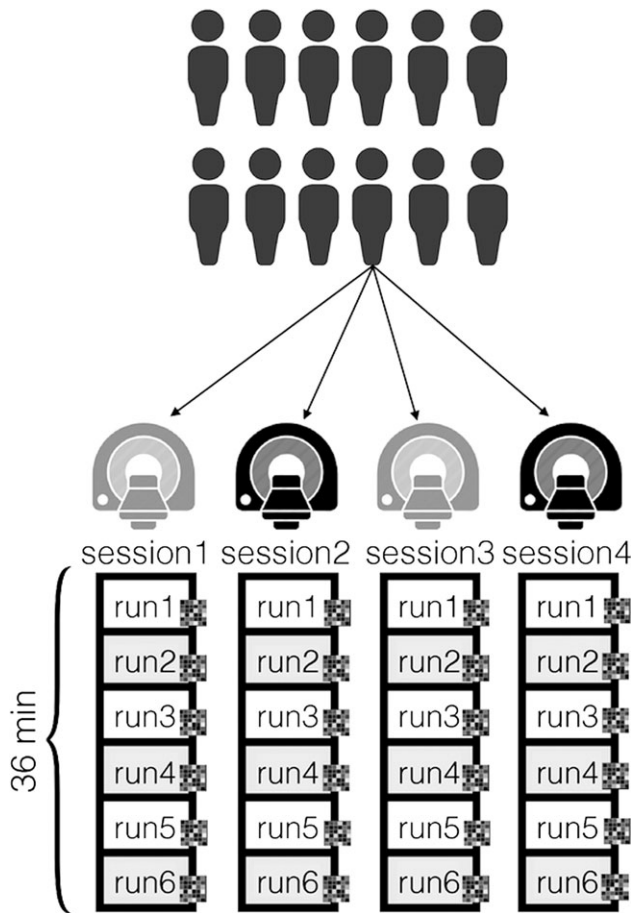 session1 session2 session3 session4
run1 run1 run1 run1
run2 run2 run2 run2
run3 run3 run3 run3
run4 run4 run4 run4
run5 run5 run5 run5
run6 run6 run6 run6
36 min